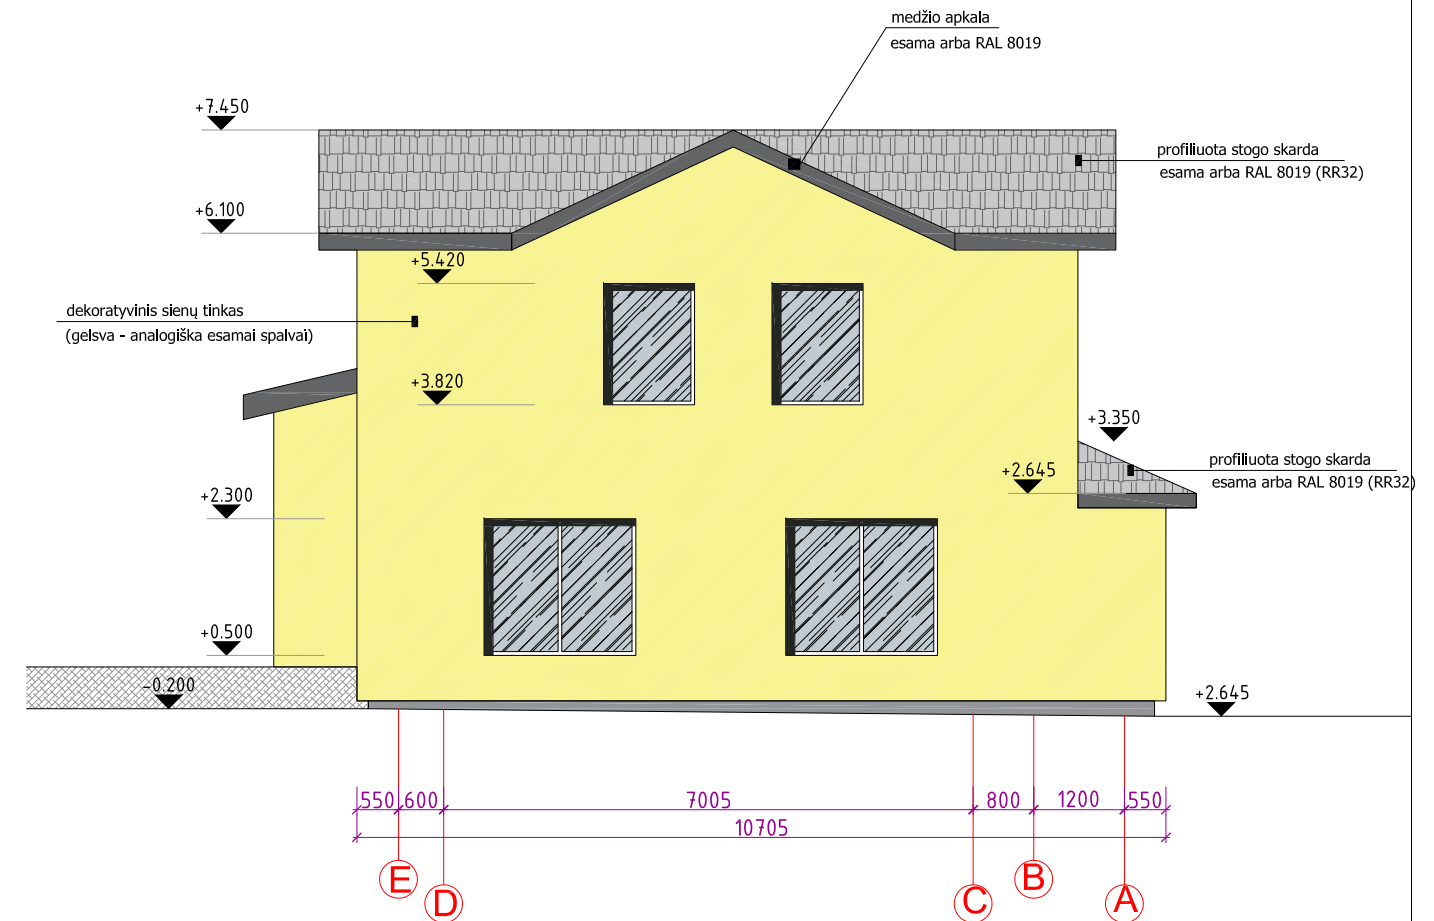 medžio apkala
esama arba RAL 8019
+7.450
profiliuota stogo skarda
esama arba RAL 8019 (RR32)
+6.100
+5.420
dekoratyvinis sienų tinkas
(gelsva - analogiška esamai spalvai)
+3.820
+3.350
profiliuota stogo skarda
esama arba RAL 8019 (RR32)
+2.645
+2.300
+0.500
-0.200
+2.645
550 600 7005 800 1200 550
10705
E D C B A